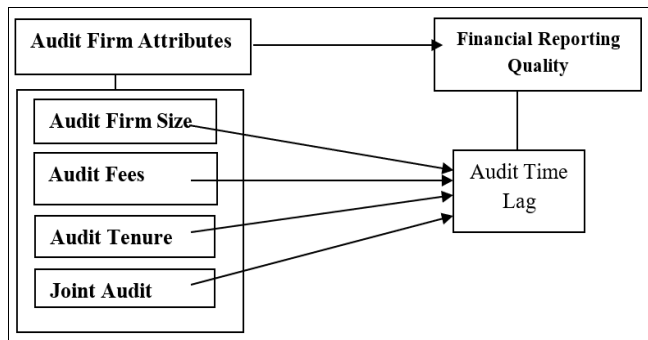 Audit Firm Attributes
Financial Reporting
Quality
Audit Firm Size
Audit Fees
Audit Time
Lag
Audit Tenure
Joint Audit